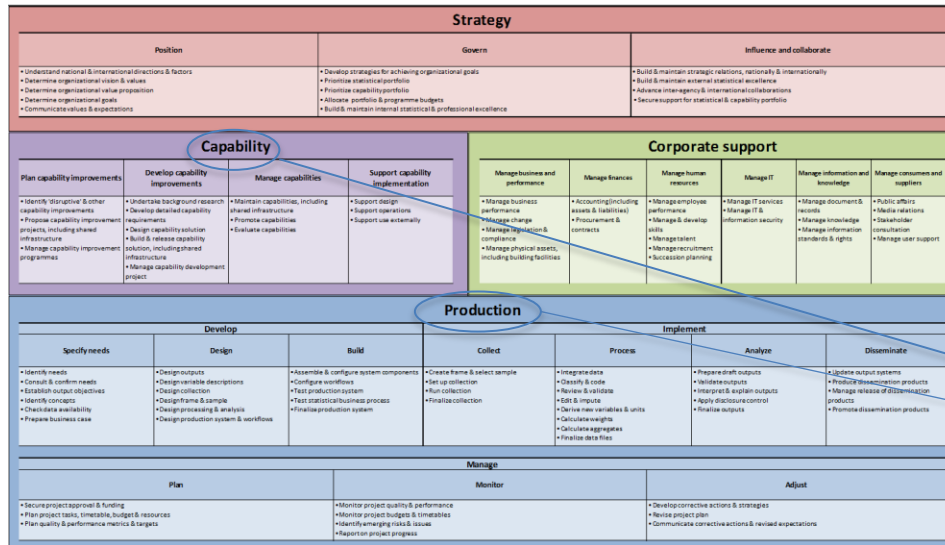 Strategy
Position
Govern
Influence and collaborate
• Understand national & international directions & factors
• Determine organizational vision & values
• Determine organizational value proposition
• Determine organizational goals
• Communicate values & expectations
• Develop strategies for achieving organizational goals
• Prioritize statistical portfolio
• Prioritize capability portfolio
• Allocate portfolio & programme budgets
• Build & maintain internal statistical & professional excellence
• Build & maintain strategic relations, nationally & internationally
• Build & maintain external statistical excellence
• Advance inter-agency & international collaborations
• Secure support for statistical & capability portfolio
Capability
Plan capability improvements
Develop capability
improvements
Manage capabilities
Support capability
implementation
• Identify 'disruptive' & other
capability improvements
• Propose capability improvement
projects, including shared
infrastructure
• Manage capability improvement
programmes
• Undertake background research
• Develop detailed capability
requirements
• Design capability solution
• Build & release capability
solution, including shared
infrastructure
• Manage capability development
project
• Maintain capabilities, including
shared infrastructure
• Promote capabilities
• Evaluate capabilities
• Support design
• Support operations
• Support use externally
Corporate support
Manage business and
performance
Manage finances
Manage human
resources
Manage IT
Manage information and
knowledge
Manage consumers and
suppliers
• Manage business
performance
• Manage change
• Manage legislation &
compliance
• Manage physical assets,
including building facilities
• Accounting (including
assets & liabilities)
• Procurement &
contracts
• Manage employee
performance
• Manage & develop
skills
• Manage talent
• Manage recruitment
• Succession planning
• Manage IT services
• Manage IT &
information security
• Manage document &
records
• Manage knowledge
• Manage information
standards & rights
• Public affairs
• Media relations
• Stakeholder
consultation
• Manage user support
Production
Develop
Implement
Specify needs
Design
Build
Collect
Process
Analyze
Disseminate
• Identify needs
• Consult & confirm needs
• Establish output objectives
• Identify concepts
• Check data availability
• Prepare business case
• Design outputs
• Design variable descriptions
• Design collection
• Design frame & sample
• Design processing & analysis
• Design production system & workflows
• Assemble & configure system components
• Configure workflows
• Test production system
• Test statistical business process
• Finalize production system
• Create frame & select sample
• Set up collection
• Run collection
• Finalize collection
• Integrate data
• Classify & code
• Review & validate
• Edit & impute
• Derive new variables & units
• Calculate weights
• Calculate aggregates
• Finalize data files
• Prepare draft outputs
• Validate outputs
• Interpret & explain outputs
• Apply disclosure control
• Finalize outputs
• Update output systems
• Produce dissemination products
• Manage release of dissemination
products
• Promote dissemination products
Manage
Plan
Monitor
Adjust
• Secure project approval & funding
• Plan project tasks, timetable, budget & resources
• Plan quality & performance metrics & targets
• Monitor project quality & performance
• Monitor project budgets & timetables
• Identify emerging risks & issues
• Report on project progress
• Develop corrective actions & strategies
• Revise project plan
• Communicate corrective actions & revised expectations